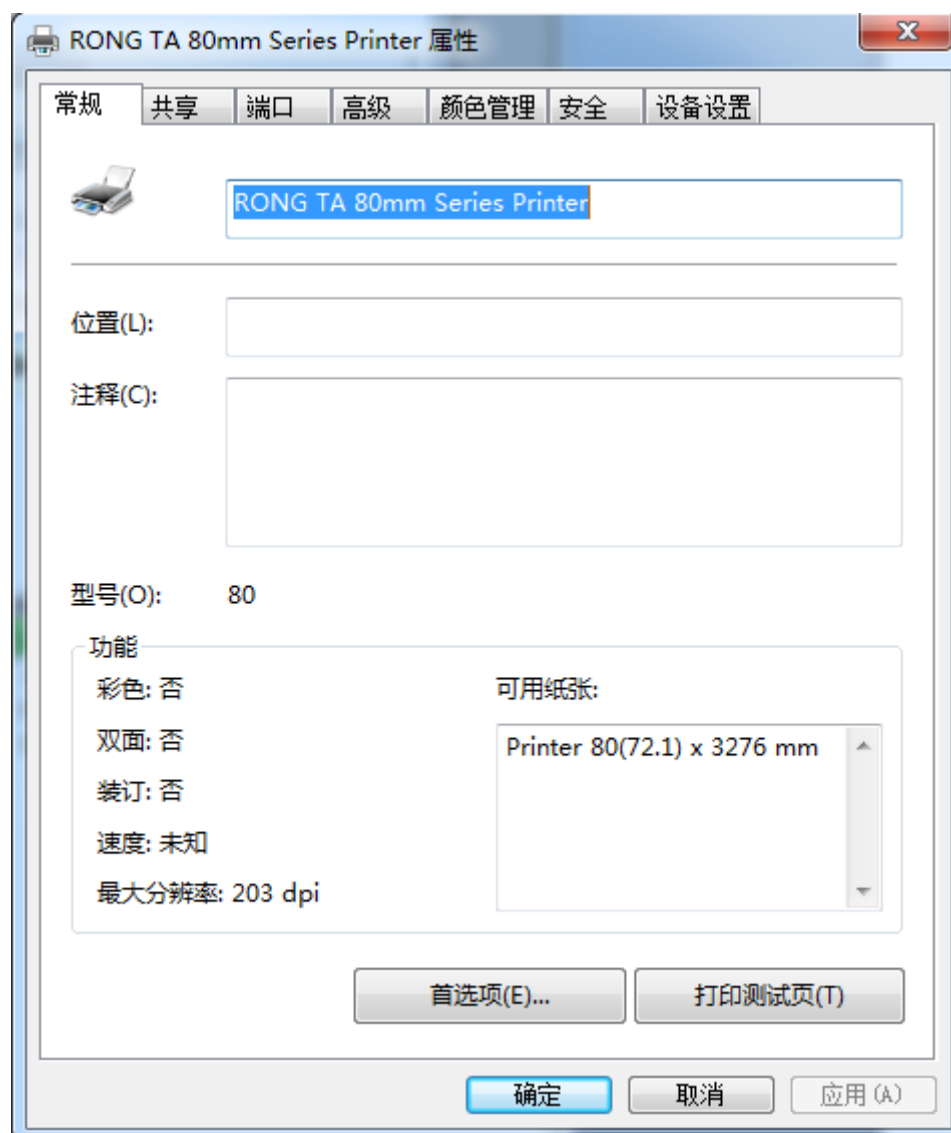 RONG TA 80mm Series Printer 属性
常规 共享 端口 高级 颜色管理 安全 设备设置
RONG TA 80mm Series Printer
位置(L):
注释(C):
型号(O): 80
功能
彩色: 否 可用纸张:
双面: 否 Printer 80(72.1) x 3276 mm
装订: 否
速度: 未知
最大分辨率: 203 dpi
首选项(E)... 打印测试页(T)
确定 取消 应用(A)